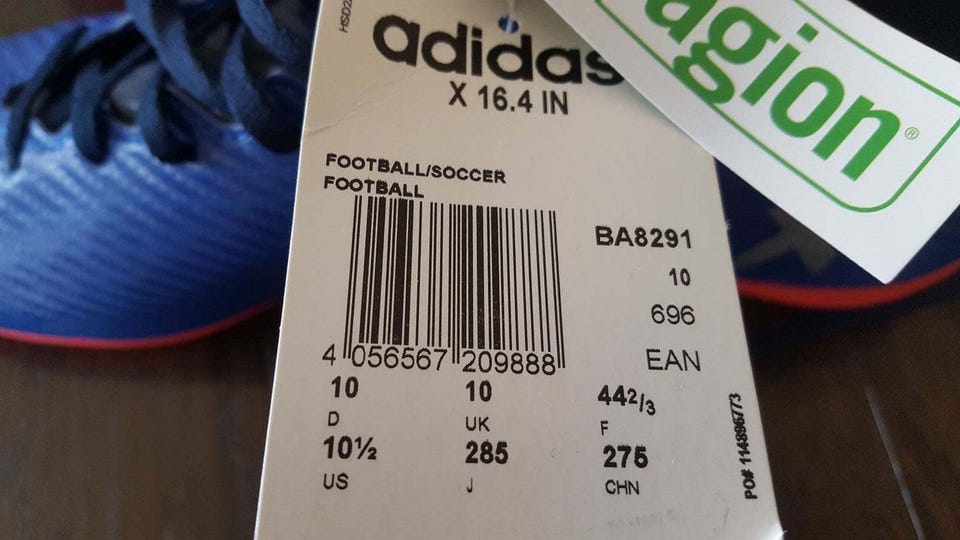 adidas
X 16.4 IN
FOOTBALL/SOCCER
FOOTBALL
BA8291
10
696
EAN
4 056567 209888
10 10 44 2/3
D UK F
10½ 285 275
US J CHN
PO# 114896773
agion®